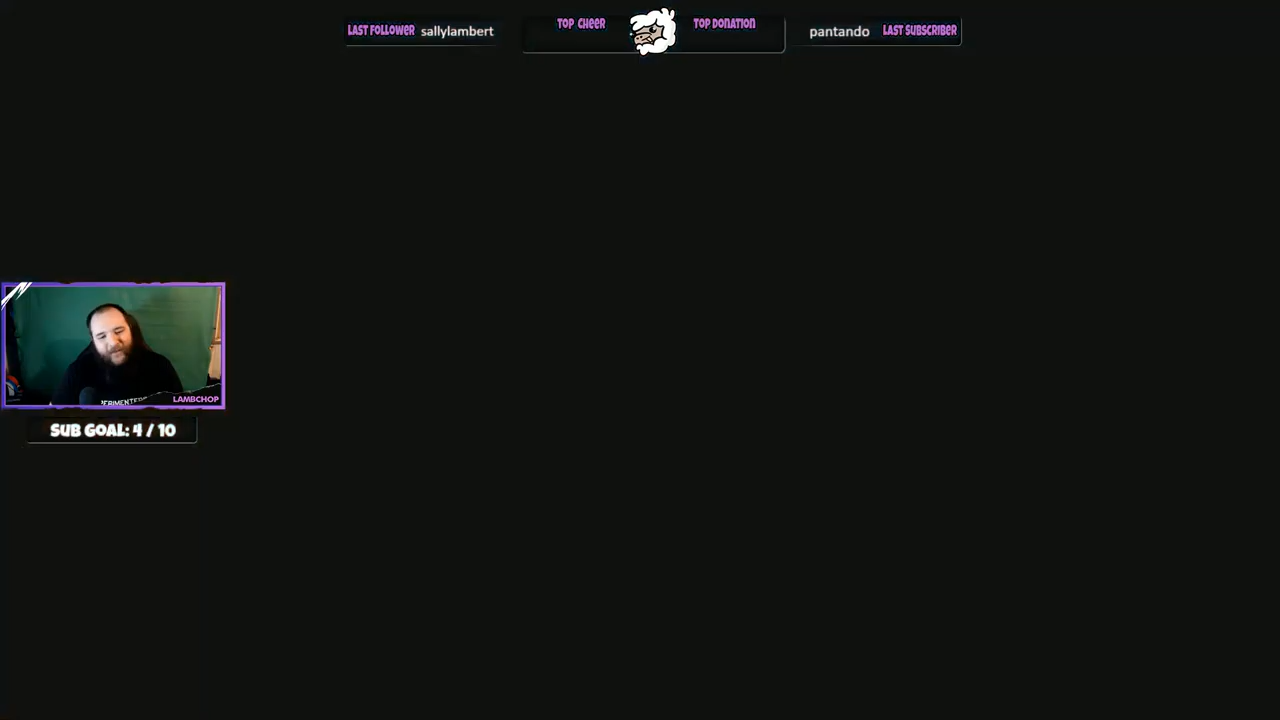 LAST FOLLOWER sallylambert
TOP CHEER
TOP DONATION
pantando LAST SUBSCRIBER
LAMBCHOP
SUB GOAL: 4 / 10